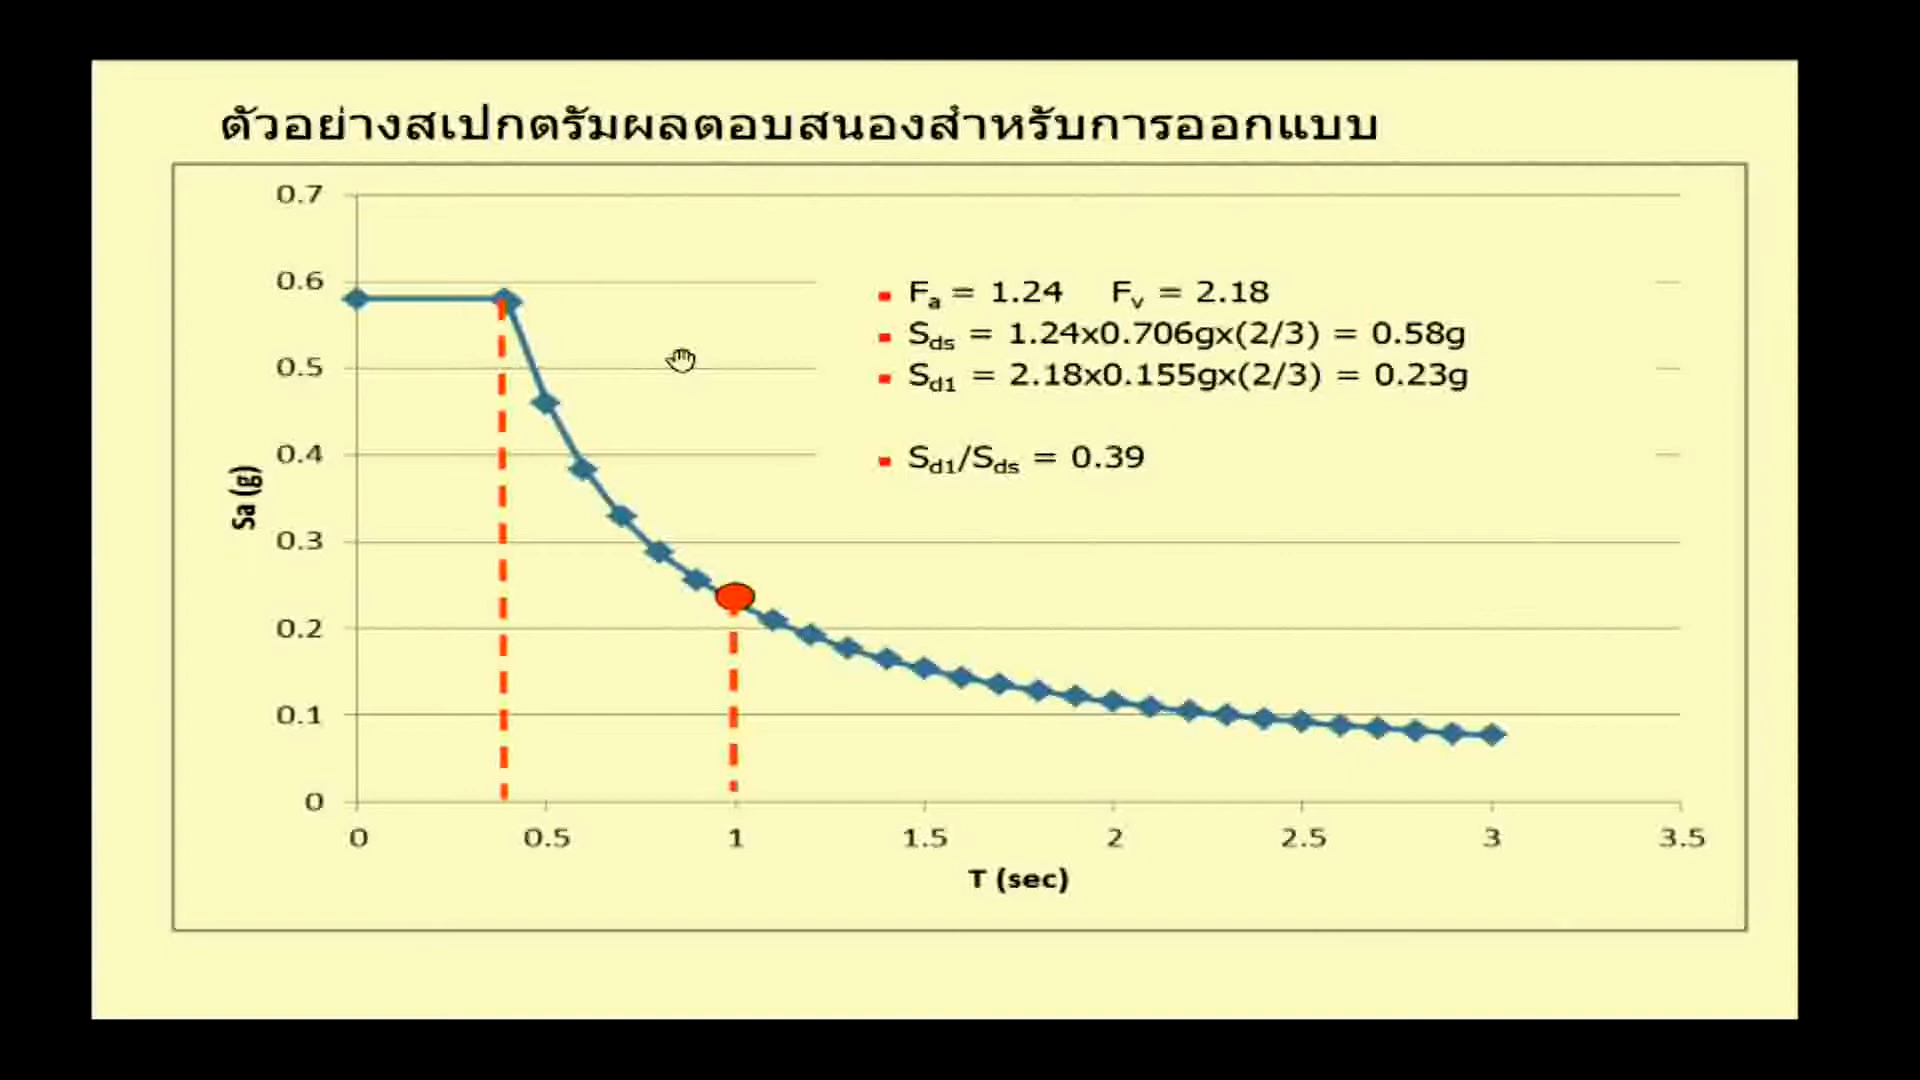 ตัวอย่างสเปกตรัมผลตอบสนองสำหรับการออกแบบ
0.7
0.6
0.5
0.4
0.3
0.2
0.1
0
Sa (g)
Fa = 1.24 Fv = 2.18
Sds = 1.24x0.706gx(2/3) = 0.58g
Sd1 = 2.18x0.155gx(2/3) = 0.23g
Sd1/Sds = 0.39
0 0.5 1 1.5 2 2.5 3 3.5
T (sec)